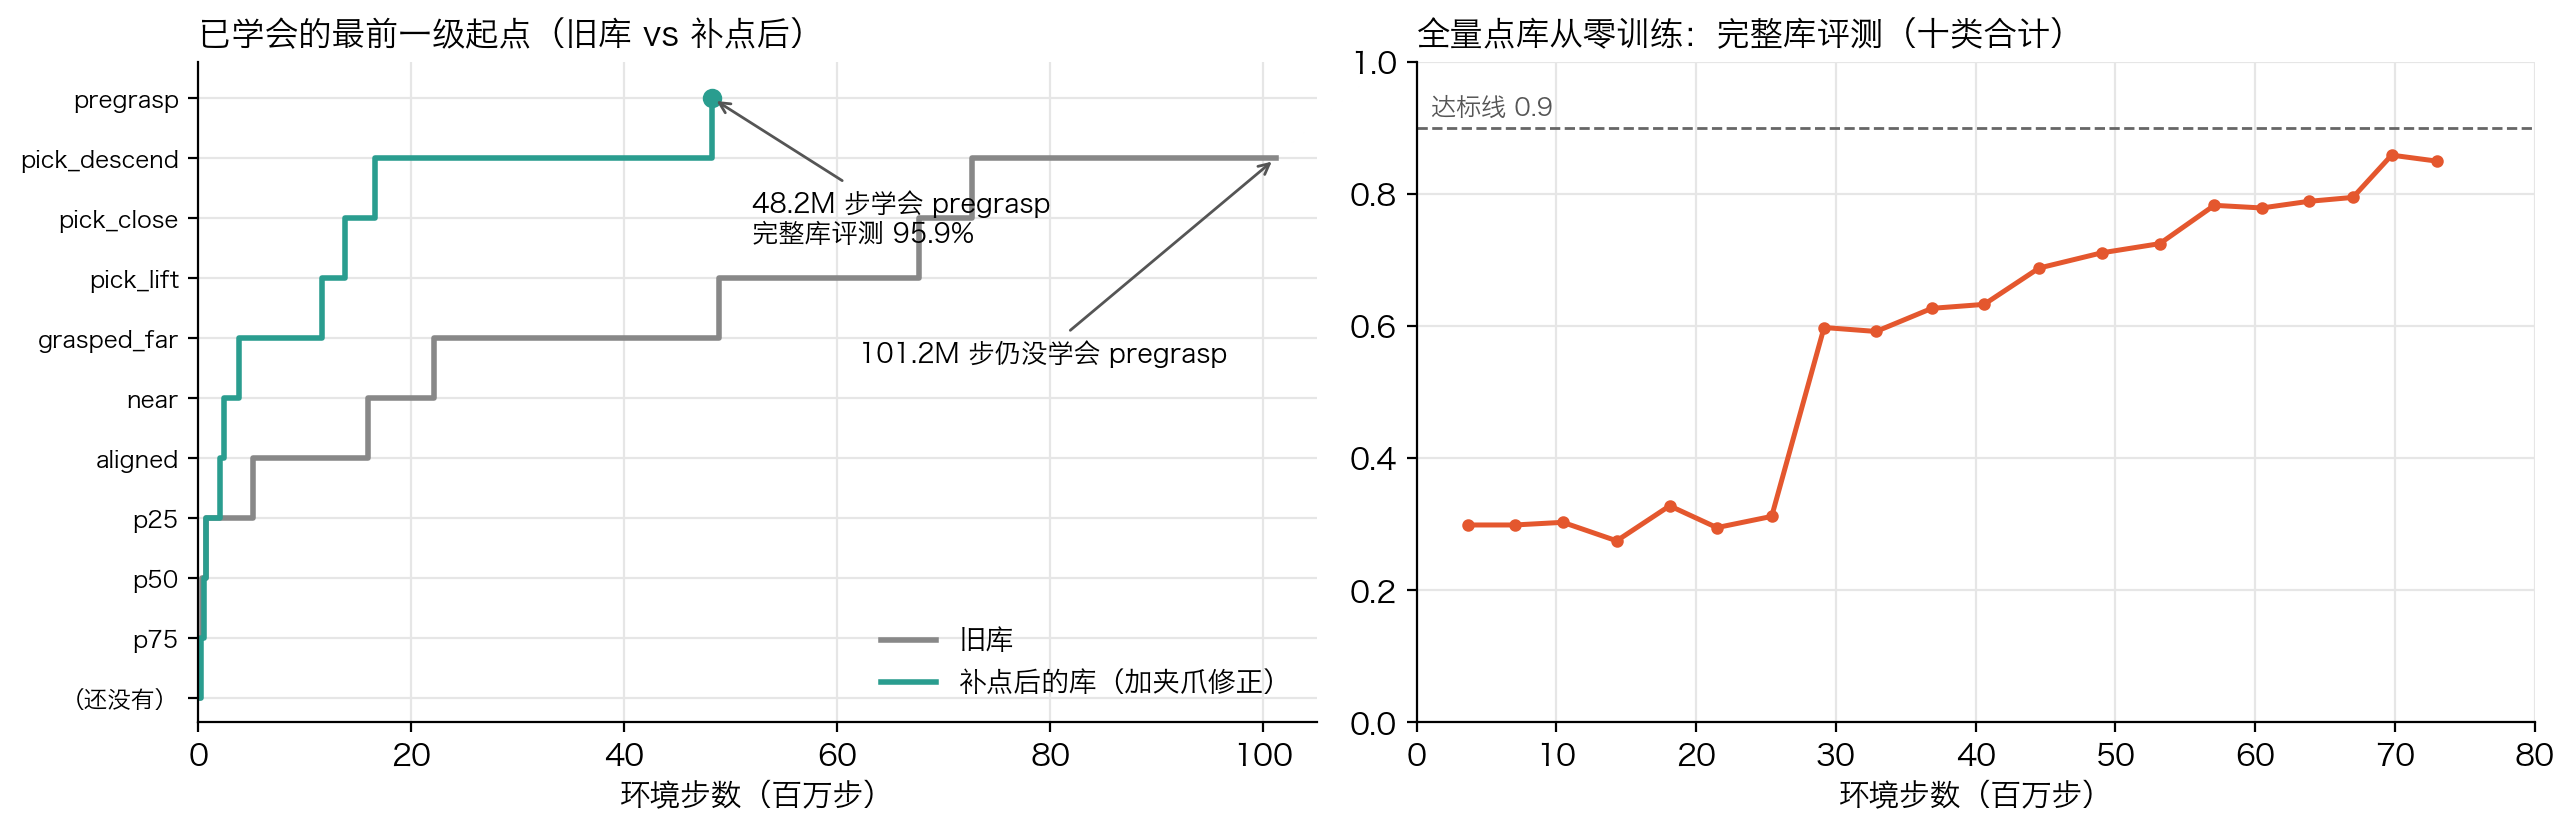 已学会的最前一级起点（旧库 vs 补点后）
pregrasp
pick_descend
pick_close
pick_lift
grasped_far
near
aligned
p25
p50
p75
（还没有）
48.2M 步学会 pregrasp
完整库评测 95.9%
101.2M 步仍没学会 pregrasp
旧库
补点后的库（加夹爪修正）
0 20 40 60 80 100
环境步数（百万步）
全量点库从零训练：完整库评测（十类合计）
1.0
达标线 0.9
0.8
0.6
0.4
0.2
0.0
0 10 20 30 40 50 60 70 80
环境步数（百万步）